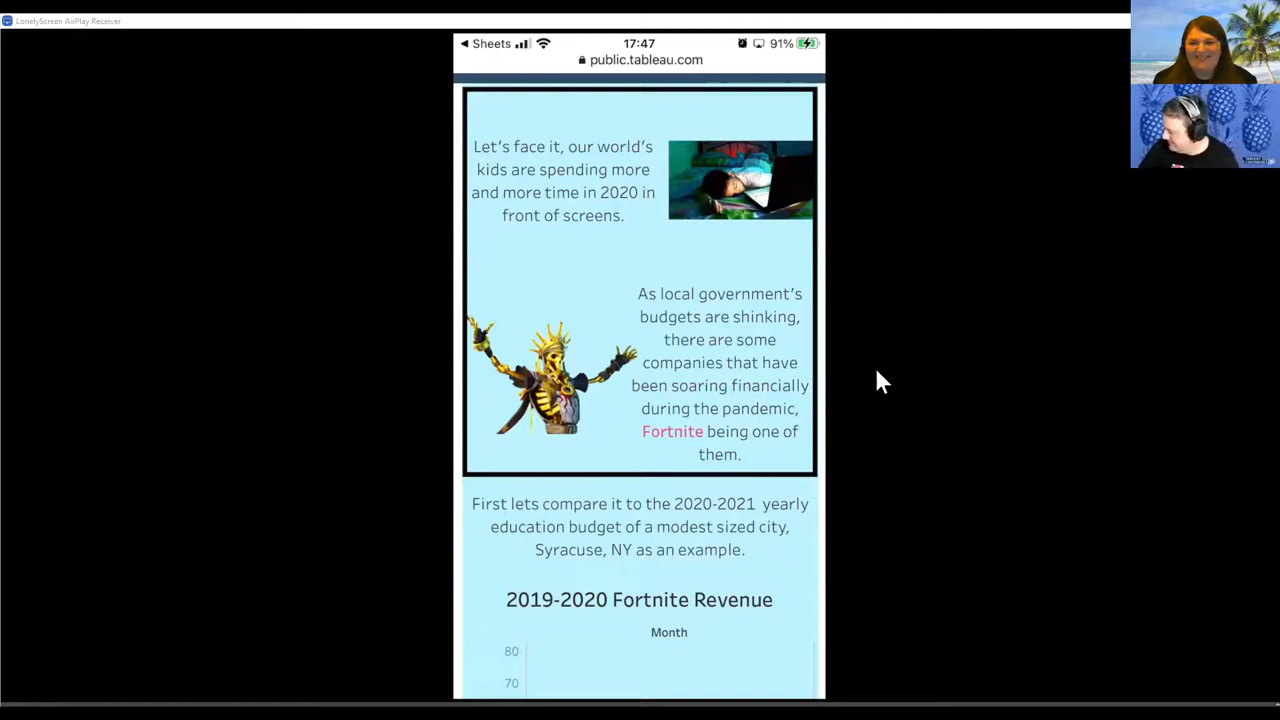 LonelyScreen AirPlay Receiver
Sheets
17:47
91%
public.tableau.com
Let's face it, our world's
kids are spending more
and more time in 2020 in
front of screens.
As local government's
budgets are shinking,
there are some
companies that have
been soaring financially
during the pandemic,
Fortnite being one of
them.
First lets compare it to the 2020-2021 yearly
education budget of a modest sized city,
Syracuse, NY as an example.
2019-2020 Fortnite Revenue
Month
80
70